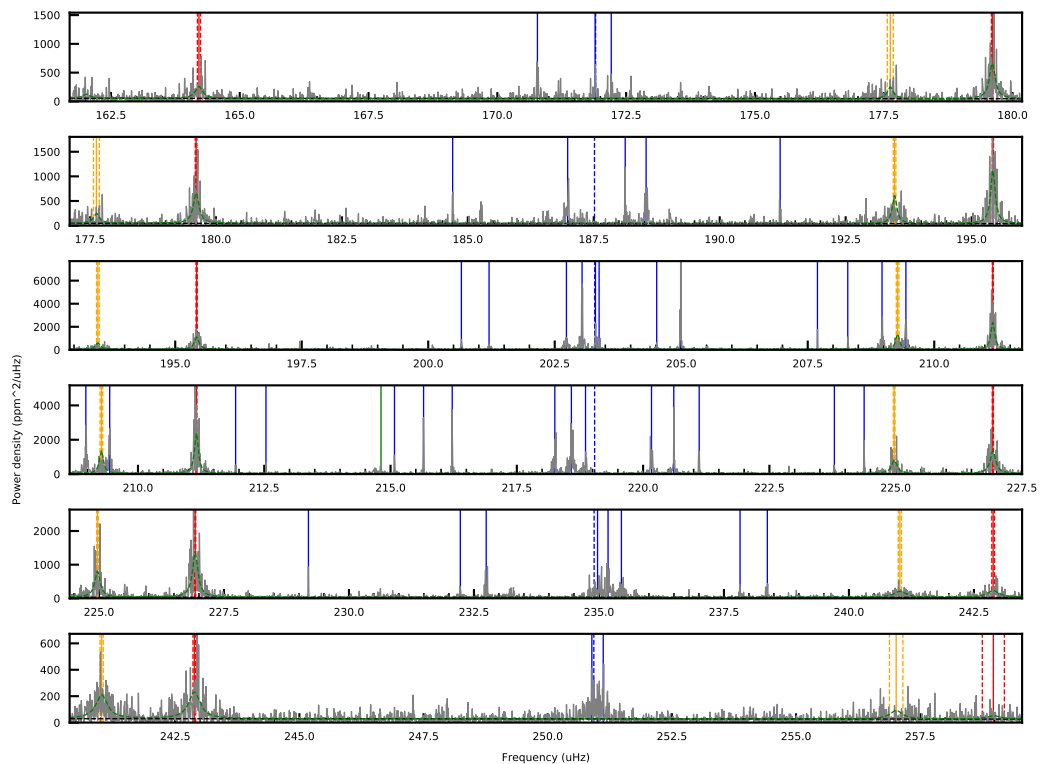 1500
1000
500
0
162.5 165.0 167.5 170.0 172.5 175.0 177.5 180.0
1500
1000
500
0
177.5 180.0 182.5 185.0 187.5 190.0 192.5 195.0
6000
4000
2000
0
195.0 197.5 200.0 202.5 205.0 207.5 210.0
Power density (ppm^2/uHz)
4000
2000
0
210.0 212.5 215.0 217.5 220.0 222.5 225.0 227.5
2000
1000
0
225.0 227.5 230.0 232.5 235.0 237.5 240.0 242.5
600
400
200
0
242.5 245.0 247.5 250.0 252.5 255.0 257.5
Frequency (uHz)